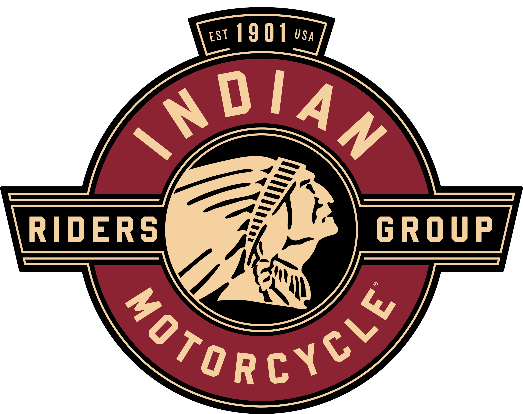 EST 1901 USA
INDIAN
RIDERS GROUP
MOTORCYCLE®